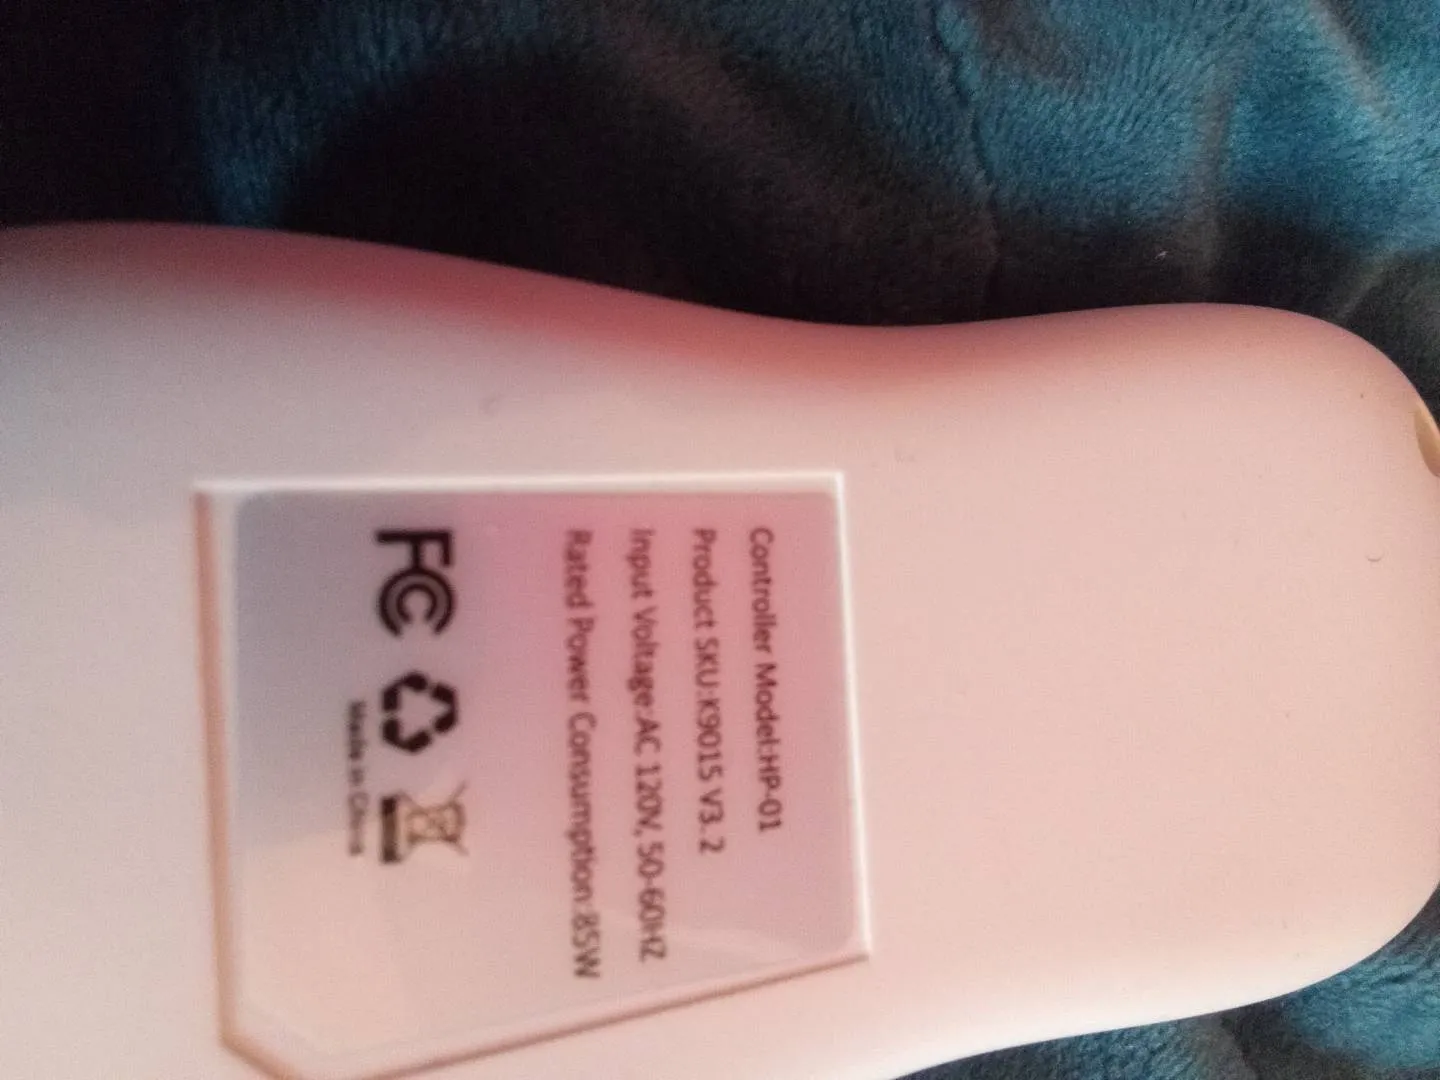 Controller Model:HP-01
Product SKU:K9015 V3.2
Input Voltage:AC 120V, 50-60HZ
Rated Power Consumption:85W
FC
Made in China